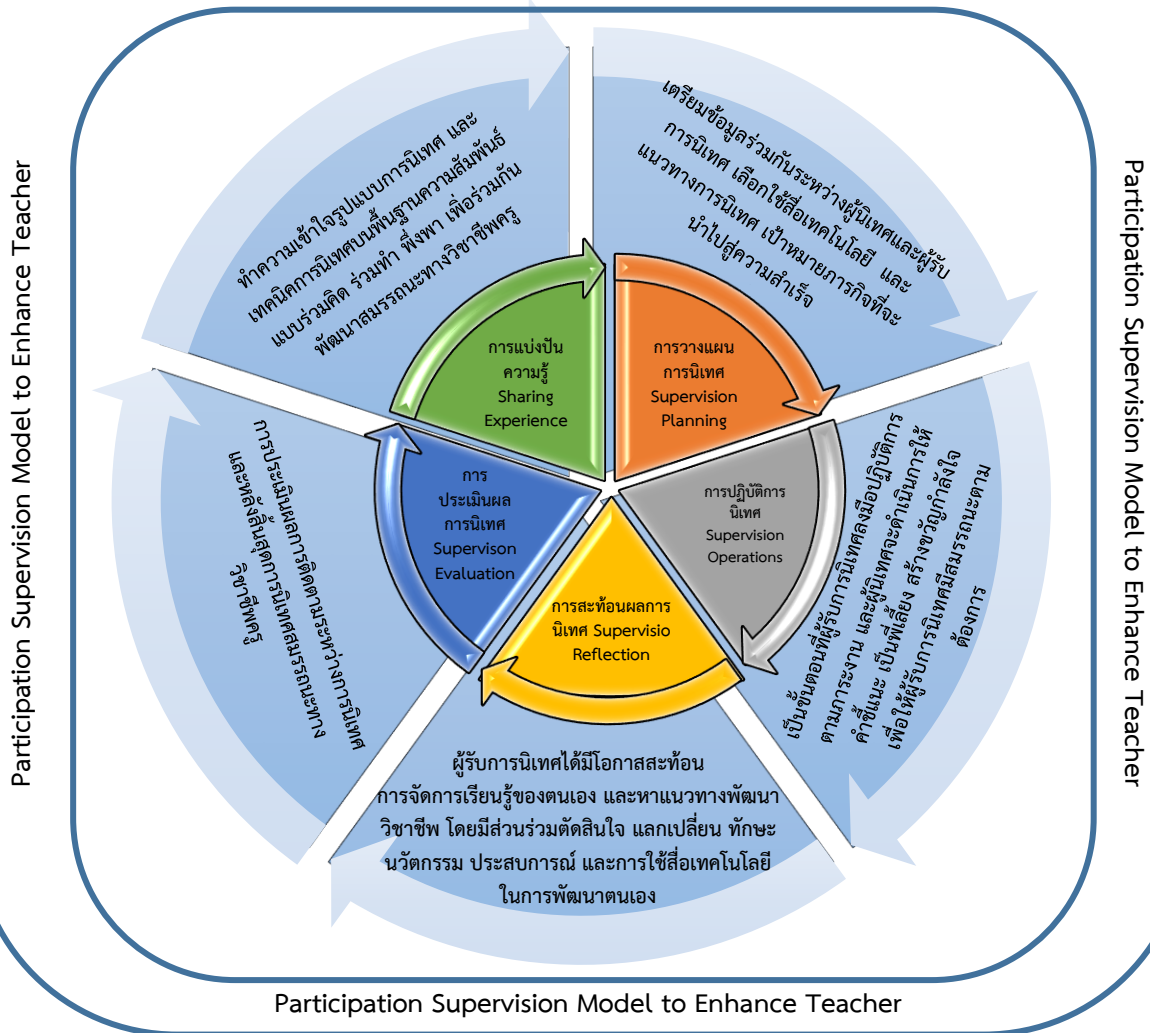 Participation Supervision Model to Enhance Teacher
ทำความเข้าใจรูปแบบการนิเทศ และ
เทคนิคการนิเทศบนพื้นฐานความสัมพันธ์
แบบร่วมคิด ร่วมทำ พึ่งพา เพื่อร่วมกัน
พัฒนาสมรรถนะทางวิชาชีพครู
เตรียมข้อมูลร่วมกันระหว่างผู้นิเทศและผู้รับ
การนิเทศ เลือกใช้สื่อเทคโนโลยี และ
แนวทางการนิเทศ เป้าหมายภารกิจที่จะ
นำไปสู่ความสำเร็จ
การแบ่งปัน
ความรู้
Sharing
Experience
การวางแผน
การนิเทศ
Supervision
Planning
การ
ประเมินผล
การนิเทศ
Supervison
Evaluation
การปฏิบัติการ
นิเทศ
Supervision
Operations
การสะท้อนผลการ
นิเทศ Supervisio
Reflection
การประเมินผลการติดตามระหว่างการนิเทศ
และหลังสิ้นสุดการนิเทศสมรรถนะทาง
วิชาชีพครู
เป็นขั้นตอนที่ผู้รับการนิเทศลงมือปฏิบัติการ
ตามภาระงาน และผู้นิเทศจะดำเนินการให้
คำชี้แนะ เป็นพี่เลี้ยง สร้างขวัญกำลังใจ
เพื่อให้ผู้รับการนิเทศมีสมรรถนะตาม
ต้องการ
ผู้รับการนิเทศได้มีโอกาสสะท้อน
การจัดการเรียนรู้ของตนเอง และหาแนวทางพัฒนา
วิชาชีพ โดยมีส่วนร่วมตัดสินใจ แลกเปลี่ยน ทักษะ
นวัตกรรม ประสบการณ์ และการใช้สื่อเทคโนโลยี
ในการพัฒนาตนเอง
Participation Supervision Model to Enhance Teacher
Participation Supervision Model to Enhance Teacher